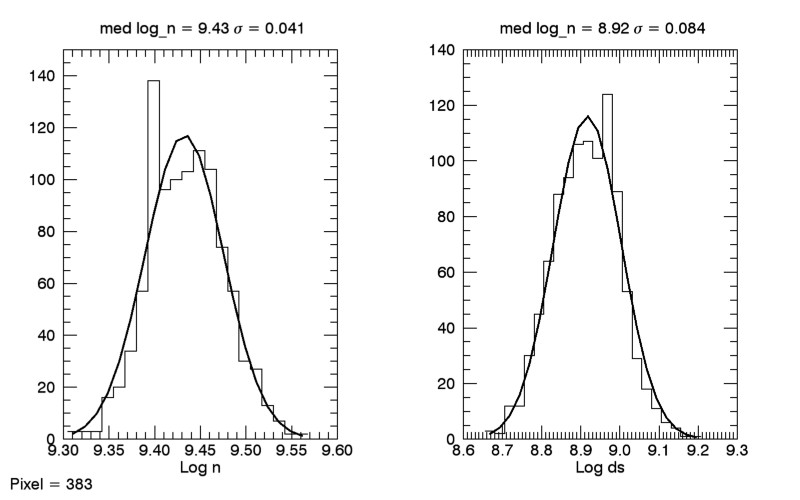 med log_n = 9.43 σ = 0.041
med log_n = 8.92 σ = 0.084
140
120
100
80
60
40
20
0
9.30 9.35 9.40 9.45 9.50 9.55 9.60
Log n
140
120
100
80
60
40
20
0
8.6 8.7 8.8 8.9 9.0 9.1 9.2 9.3
Log ds
Pixel = 383